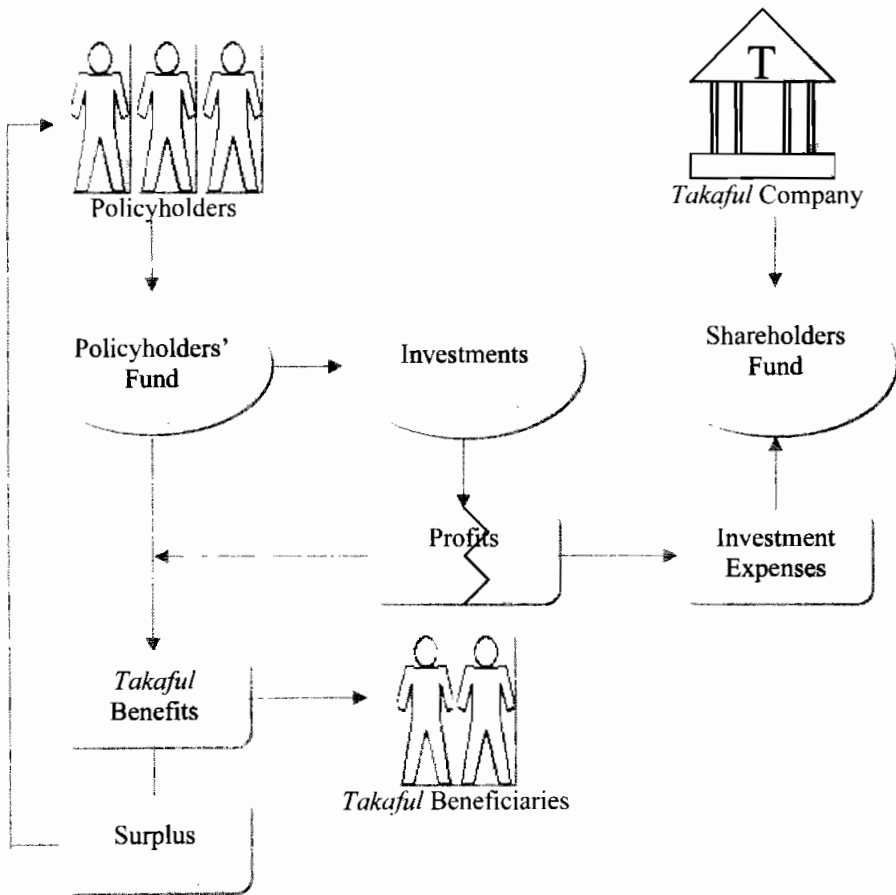 T
Policyholders
Takaful Company
Policyholders’
Fund
Investments
Shareholders
Fund
Profits
Investment
Expenses
Takaful
Benefits
Takaful Beneficiaries
Surplus